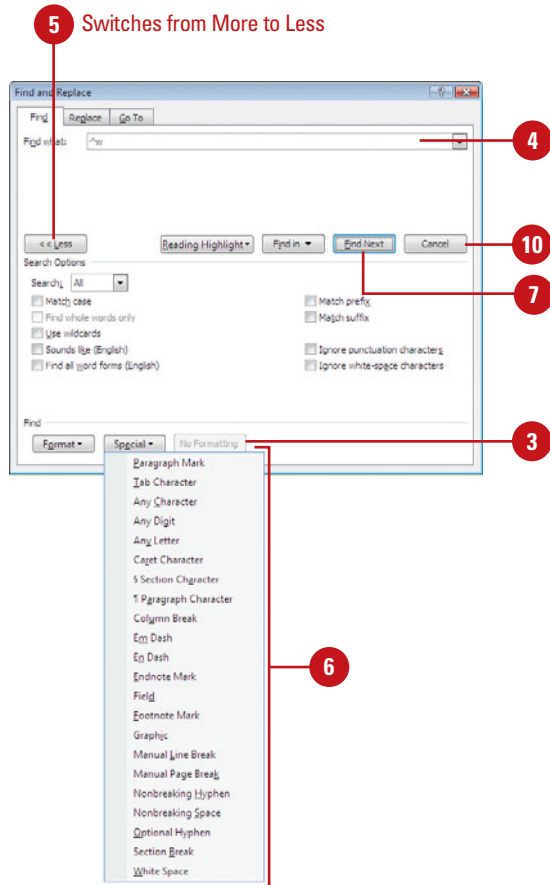 5 Switches from More to Less
Find and Replace
Find Replace Go To
Find what: ^w
4
<< Less Reading Highlight Find in Find Next Cancel
10
Search Options
7
Search: All
Match case Match prefix
Find whole words only Match suffix
Use wildcards
Sounds like (English) Ignore punctuation characters
Find all word forms (English) Ignore white-space characters
Find
Format Special No Formatting
3
Paragraph Mark
Tab Character
Any Character
Any Digit
Any Letter
Caret Character
§ Section Character
¶ Paragraph Character
Column Break
Em Dash
En Dash
Endnote Mark
6
Field
Footnote Mark
Graphic
Manual Line Break
Manual Page Break
Nonbreaking Hyphen
Nonbreaking Space
Optional Hyphen
Section Break
White Space